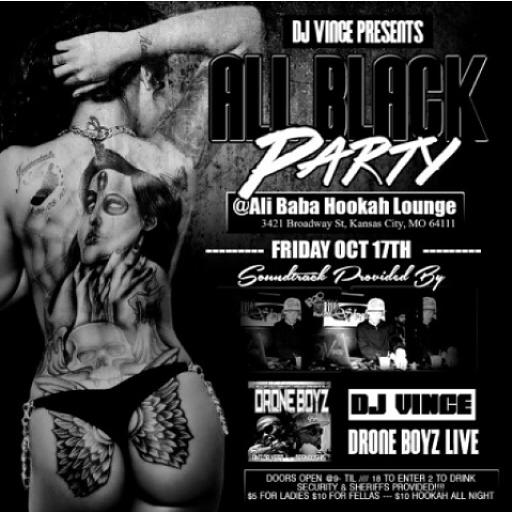 DJ VINCE PRESENTS
ALL BLACK
PARTY
@Ali Baba Hookah Lounge
3421 Broadway St, Kansas City, MO 64111
--------- FRIDAY OCT 17TH ---------
Soundtrack Provided By
DRONE BOYZ
DJ VINCE
DRONE BOYZ LIVE
DOORS OPEN @9- TIL //// 18 TO ENTER 2 TO DRINK
SECURITY & SHERIFFS PROVIDED!!!!
$5 FOR LADIES $10 FOR FELLAS --- $10 HOOKAH ALL NIGHT